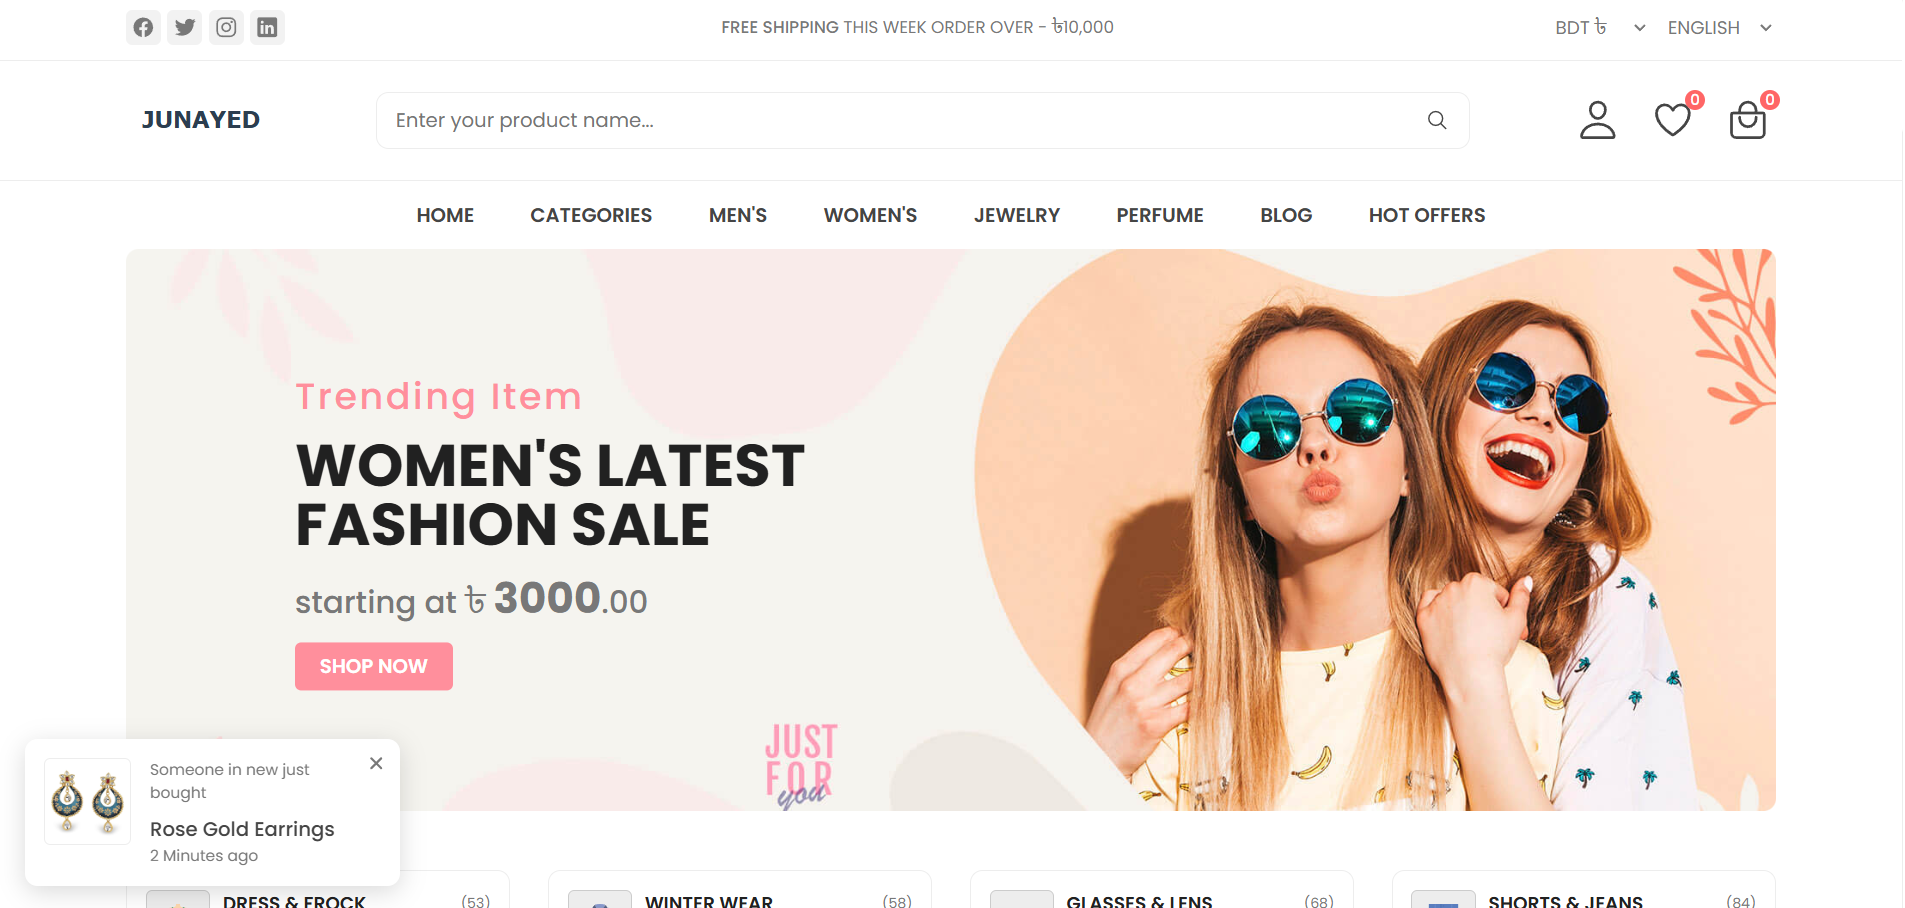 FREE SHIPPING THIS WEEK ORDER OVER - ৳10,000
BDT ৳
ENGLISH
JUNAYED
Enter your product name...
0
0
HOME
CATEGORIES
MEN'S
WOMEN'S
JEWELRY
PERFUME
BLOG
HOT OFFERS
Trending Item
WOMEN'S LATEST
FASHION SALE
starting at ৳ 3000.00
SHOP NOW
JUST
FOR
you
Someone in new just
bought
Rose Gold Earrings
2 Minutes ago
DRESS & FROCK
(53)
WINTER WEAR
(58)
GLASSES & LENS
(68)
SHORTS & JEANS
(84)